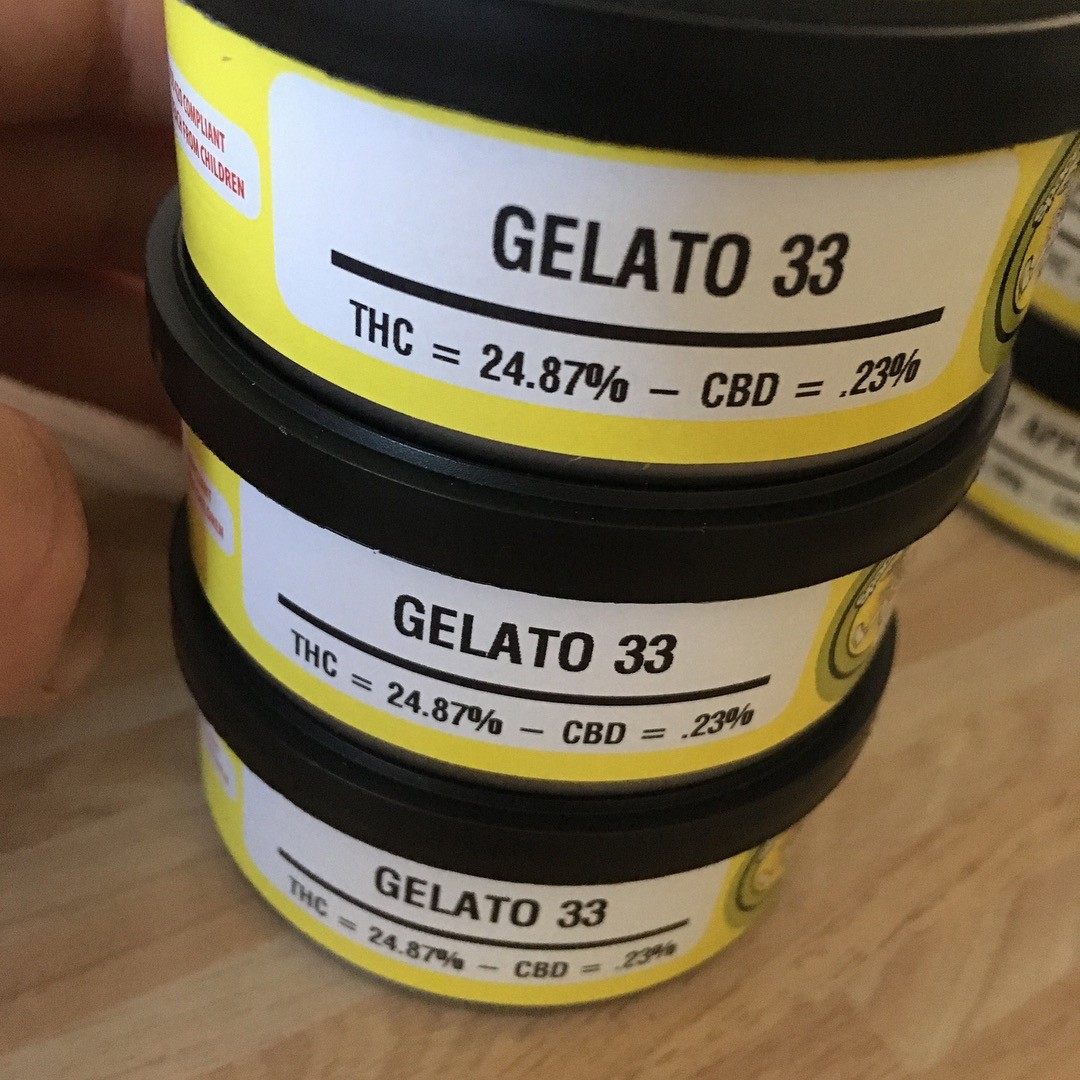 COMPLIANT
FROM CHILDREN
GELATO 33
THC = 24.87% – CBD = .23%
GELATO 33
THC = 24.87% – CBD = .23%
GELATO 33
THC = 24.87% – CBD = .23%